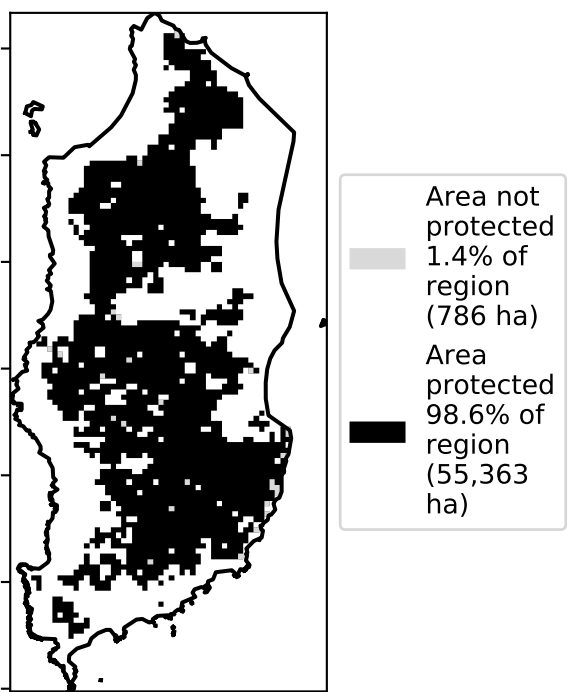 Area not
protected
1.4% of
region
(786 ha)
Area
protected
98.6% of
region
(55,363
ha)